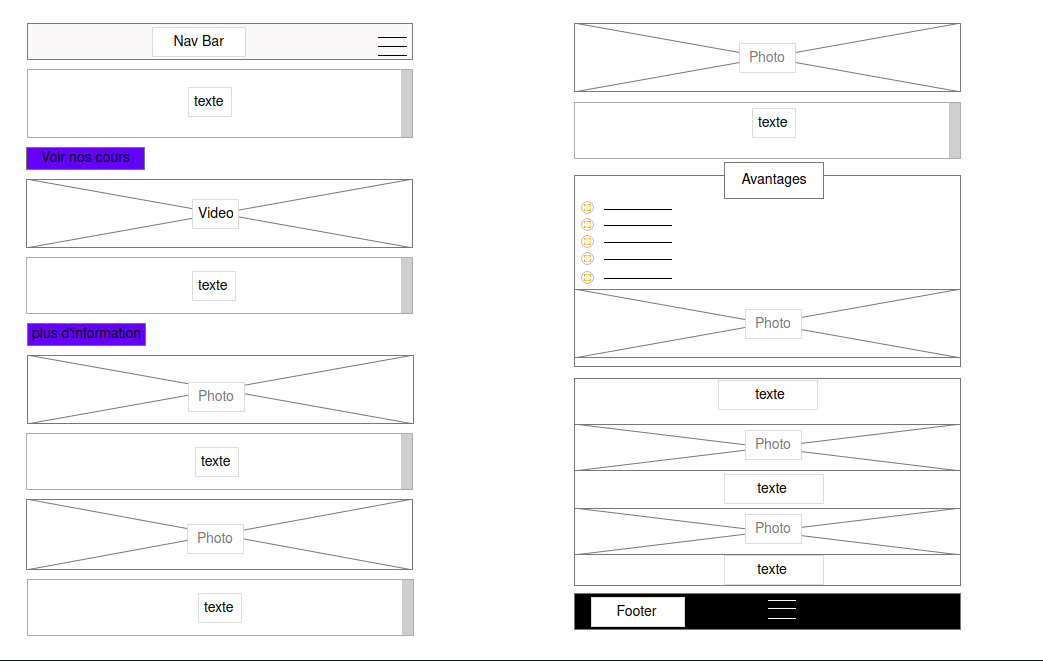 Nav Bar
texte
Voir nos cours
Video
texte
plus d'information
Photo
texte
Photo
texte
Photo
texte
Avantages
Photo
texte
Photo
texte
Photo
texte
Footer